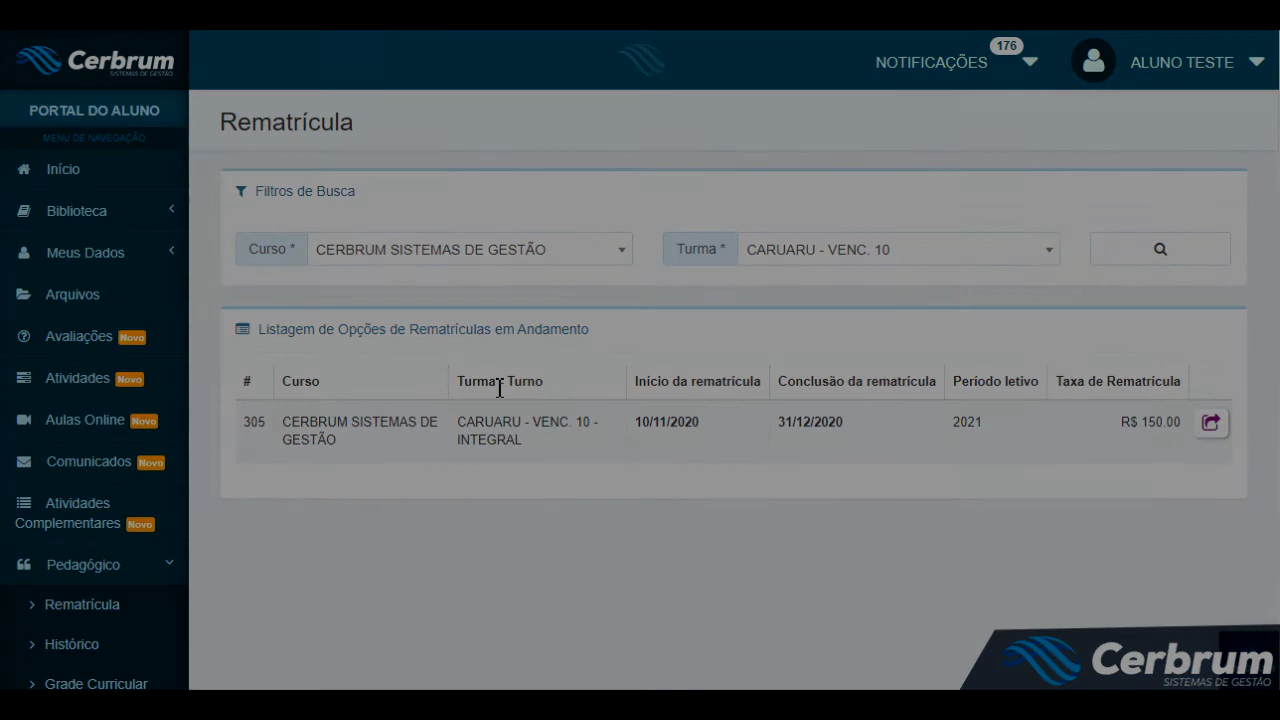 Cerbrum
SISTEMAS DE GESTÃO
NOTIFICAÇÕES 176
ALUNO TESTE
PORTAL DO ALUNO
MENU DE NAVEGAÇÃO
Início
Biblioteca
Meus Dados
Arquivos
Avaliações Novo
Atividades Novo
Aulas Online Novo
Comunicados Novo
Atividades
Complementares Novo
Pedagógico
Rematrícula
Histórico
Grade Curricular
Rematrícula
Filtros de Busca
Curso * CERBRUM SISTEMAS DE GESTÃO
Turma * CARUARU - VENC. 10
Listagem de Opções de Rematrículas em Andamento
# Curso Turma - Turno Início da rematrícula Conclusão da rematrícula Período letivo Taxa de Rematrícula
305 CERBRUM SISTEMAS DE CARUARU - VENC. 10 - 10/11/2020 31/12/2020 2021 R$ 150.00
GESTÃO INTEGRAL
Cerbrum
SISTEMAS DE GESTÃO